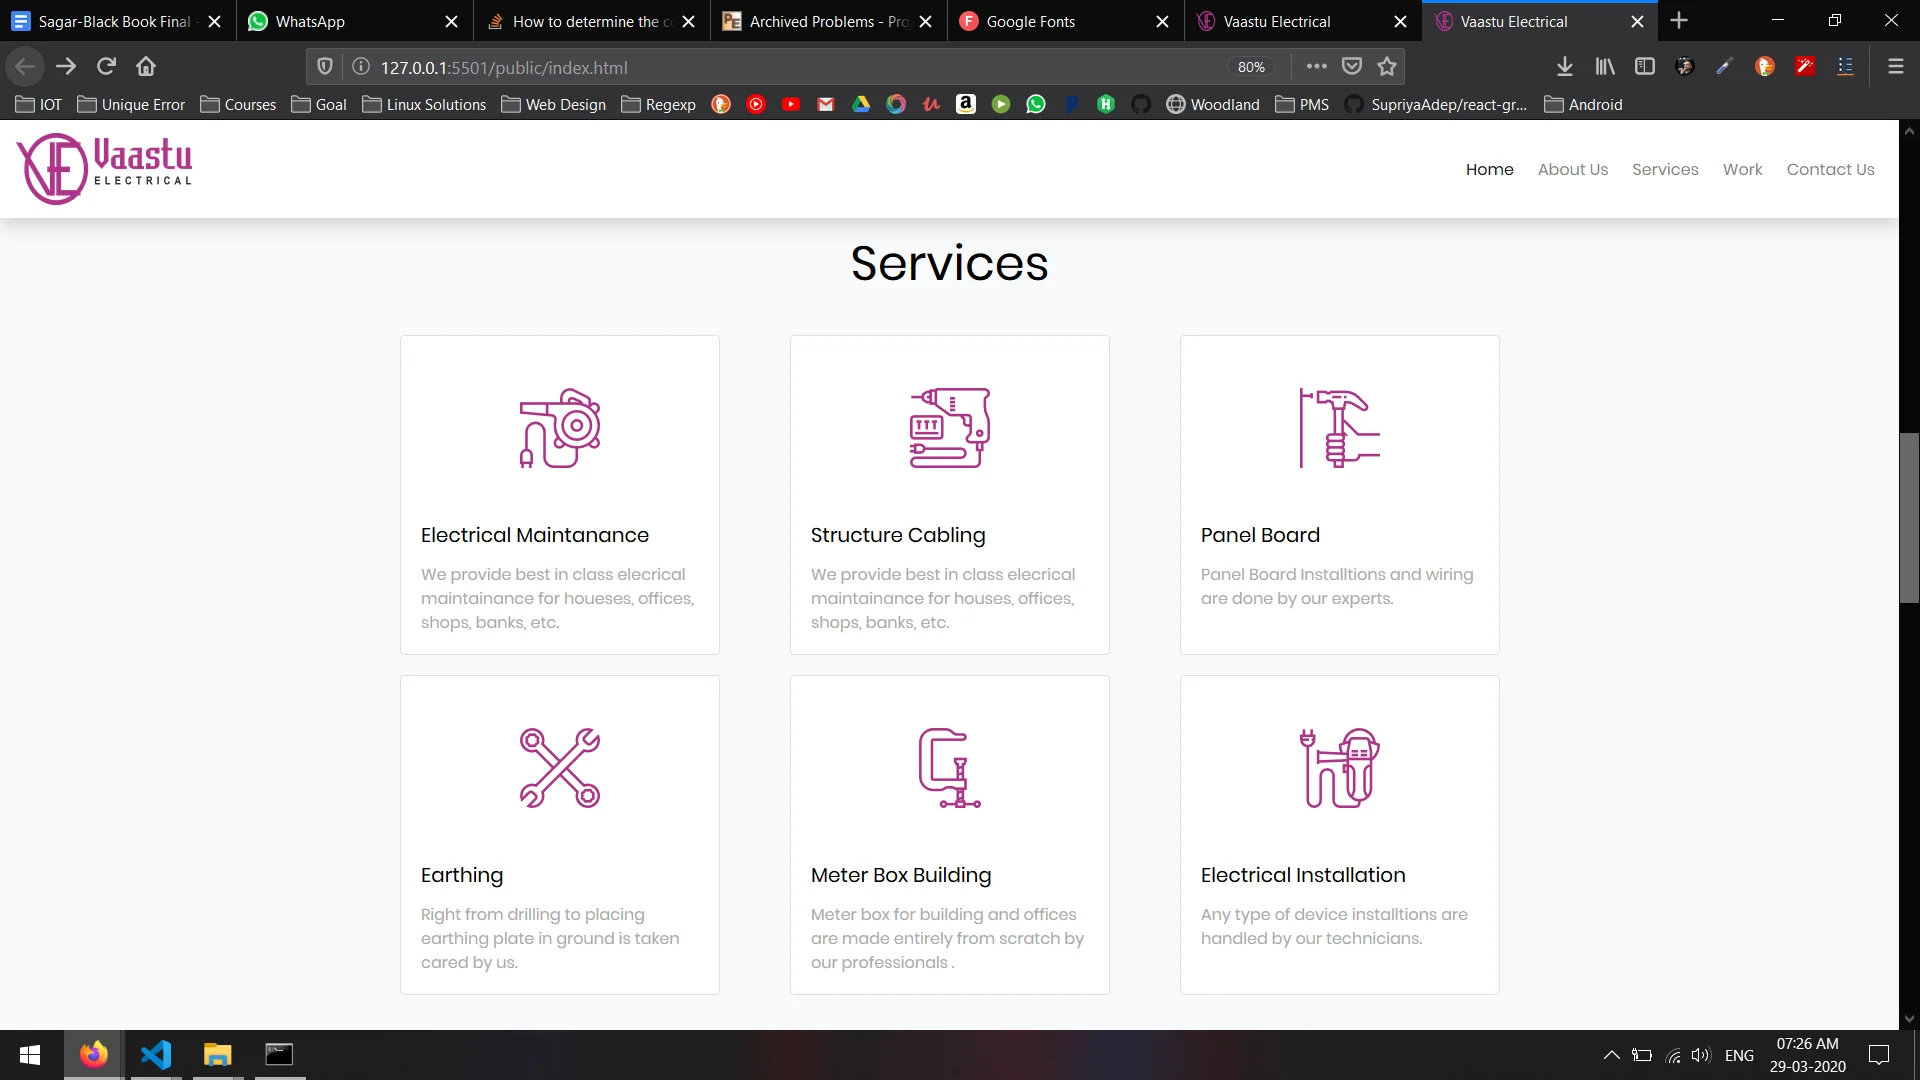 Sagar-Black Book Final -
WhatsApp
How to determine the co
Archived Problems - Pro
Google Fonts
Vaastu Electrical
Vaastu Electrical
127.0.0.1:5501/public/index.html
80%
IOT
Unique Error
Courses
Goal
Linux Solutions
Web Design
Regexp
Woodland
PMS
SupriyaAdep/react-gr...
Android
Vaastu
ELECTRICAL
Home
About Us
Services
Work
Contact Us
Services
Electrical Maintanance
We provide best in class elecrical
maintainance for houeses, offices,
shops, banks, etc.
Structure Cabling
We provide best in class elecrical
maintainance for houses, offices,
shops, banks, etc.
Panel Board
Panel Board Installtions and wiring
are done by our experts.
Earthing
Right from drilling to placing
earthing plate in ground is taken
cared by us.
Meter Box Building
Meter box for building and offices
are made entirely from scratch by
our professionals .
Electrical Installation
Any type of device installtions are
handled by our technicians.
ENG
07:26 AM
29-03-2020